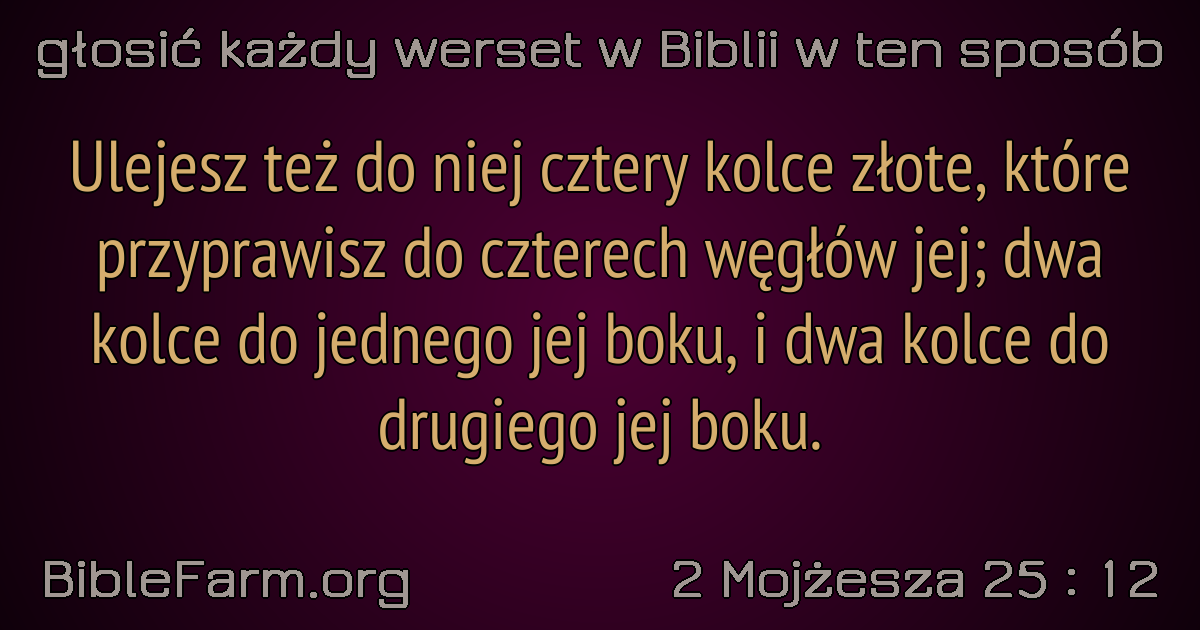 głosić każdy werset w Biblii w ten sposób
Ulejesz też do niej cztery kolce złote, które
przyprawisz do czterech węgłów jej; dwa
kolce do jednego jej boku, i dwa kolce do
drugiego jej boku.
BibleFarm.org
2 Mojżesza 25 : 12